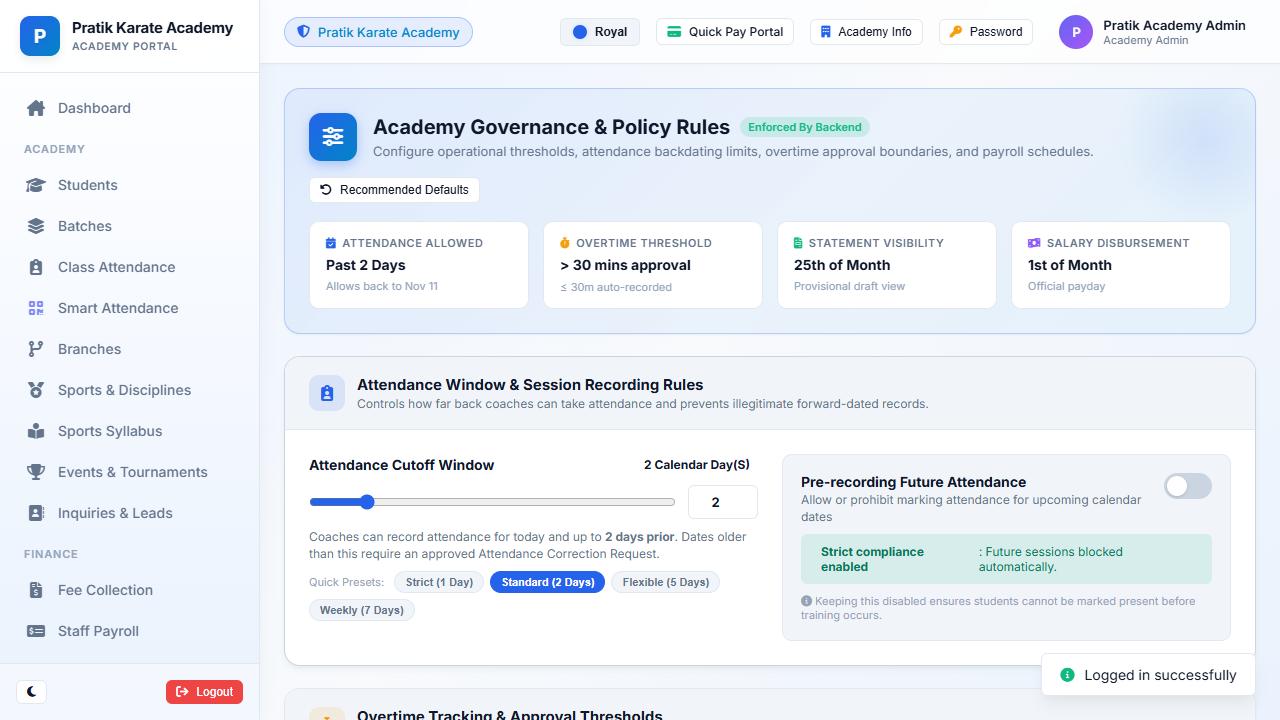 P
Pratik Karate Academy
ACADEMY PORTAL
Pratik Karate Academy
Royal
Quick Pay Portal
Academy Info
Password
P
Pratik Academy Admin
Academy Admin
Dashboard
ACADEMY
Students
Batches
Class Attendance
Smart Attendance
Branches
Sports & Disciplines
Sports Syllabus
Events & Tournaments
Inquiries & Leads
FINANCE
Fee Collection
Staff Payroll
Logout
Academy Governance & Policy Rules
Enforced By Backend
Configure operational thresholds, attendance backdating limits, overtime approval boundaries, and payroll schedules.
Recommended Defaults
ATTENDANCE ALLOWED
Past 2 Days
Allows back to Nov 11
OVERTIME THRESHOLD
> 30 mins approval
≤ 30m auto-recorded
STATEMENT VISIBILITY
25th of Month
Provisional draft view
SALARY DISBURSEMENT
1st of Month
Official payday
Attendance Window & Session Recording Rules
Controls how far back coaches can take attendance and prevents illegitimate forward-dated records.
Attendance Cutoff Window
2 Calendar Day(S)
2
Coaches can record attendance for today and up to 2 days prior. Dates older
than this require an approved Attendance Correction Request.
Quick Presets:
Strict (1 Day)
Standard (2 Days)
Flexible (5 Days)
Weekly (7 Days)
Pre-recording Future Attendance
Allow or prohibit marking attendance for upcoming calendar
dates
Strict compliance
enabled
: Future sessions blocked
automatically.
Keeping this disabled ensures students cannot be marked present before
training occurs.
Logged in successfully
Overtime Tracking & Approval Thresholds